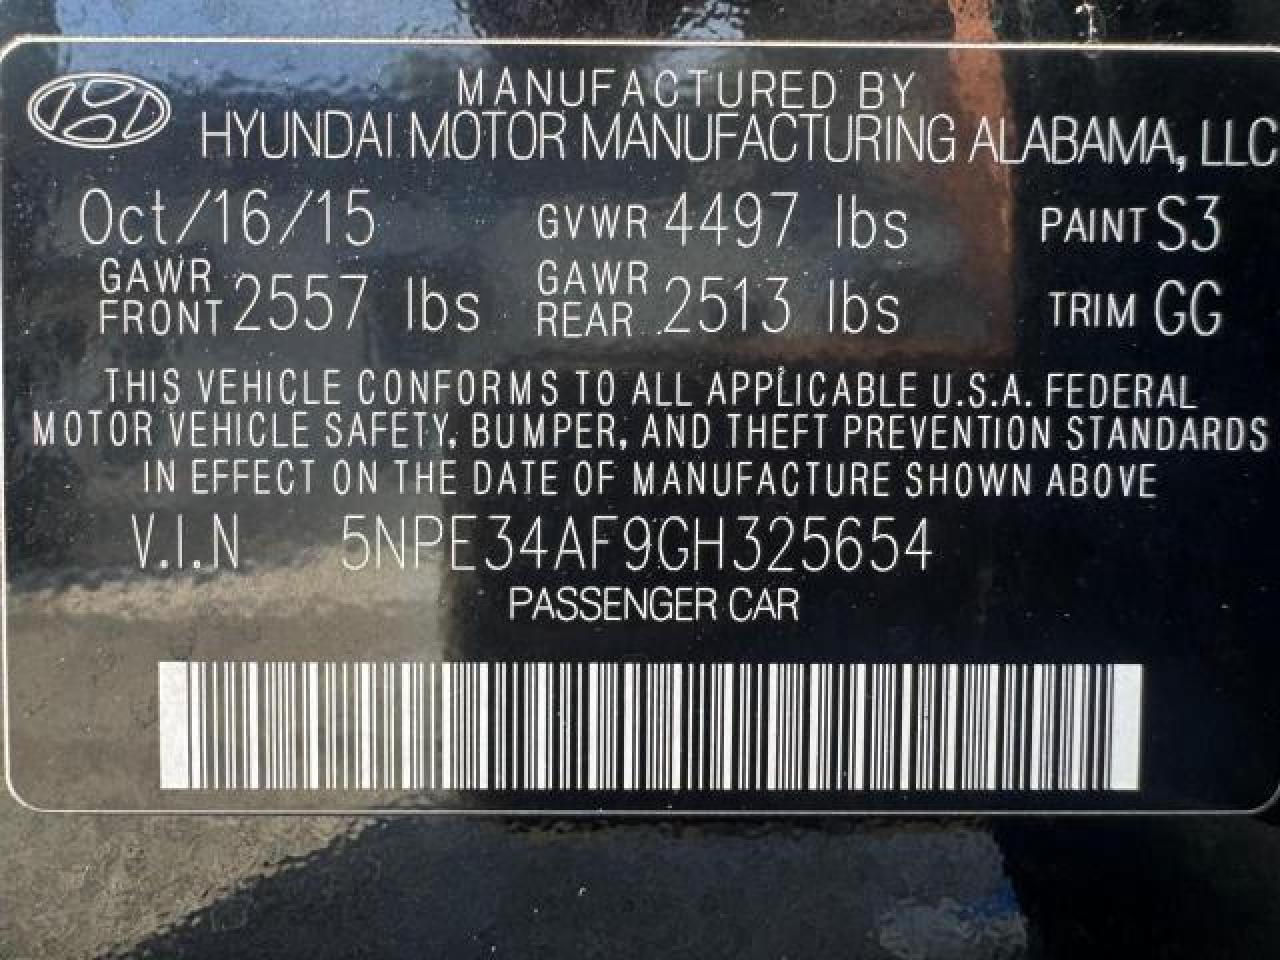 MANUFACTURED BY
HYUNDAI MOTOR MANUFACTURING ALABAMA, LLC
Oct/16/15 GVWR 4497 lbs PAINT S3
GAWR FRONT 2557 lbs GAWR REAR 2513 lbs TRIM GG
THIS VEHICLE CONFORMS TO ALL APPLICABLE U.S.A. FEDERAL
MOTOR VEHICLE SAFETY, BUMPER, AND THEFT PREVENTION STANDARDS
IN EFFECT ON THE DATE OF MANUFACTURE SHOWN ABOVE
V.I.N 5NPE34AF9GH325654
PASSENGER CAR